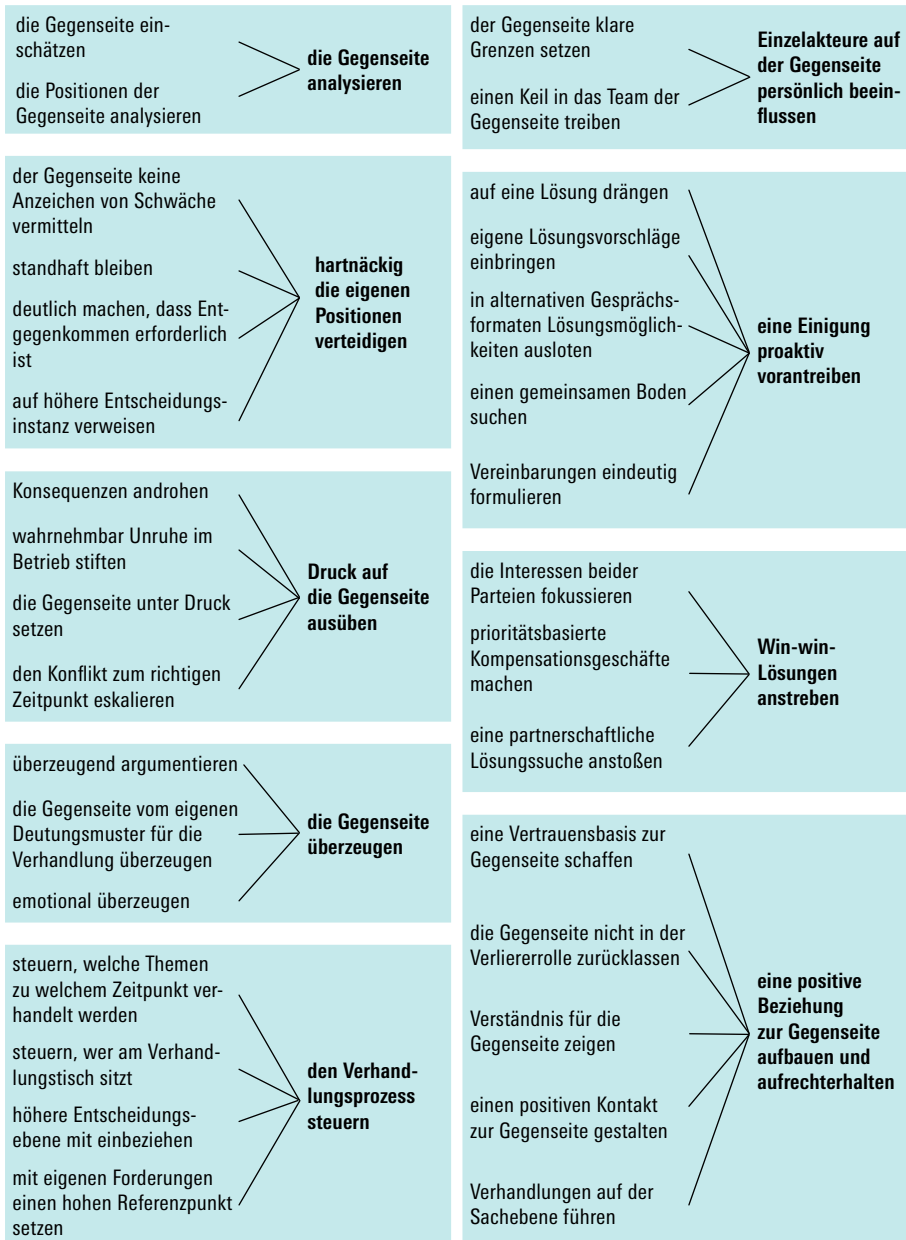 die Gegenseite ein-
schätzen
die Positionen der
Gegenseite analysieren
die Gegenseite
analysieren
der Gegenseite keine
Anzeichen von Schwäche
vermitteln
standhaft bleiben
deutlich machen, dass Ent-
gegenkommen erforderlich
ist
auf höhere Entscheidungs-
instanz verweisen
hartnäckig
die eigenen
Positionen
verteidigen
Konsequenzen androhen
wahrnehmbar Unruhe im
Betrieb stiften
die Gegenseite unter Druck
setzen
den Konflikt zum richtigen
Zeitpunkt eskalieren
Druck auf
die Gegenseite
ausüben
überzeugend argumentieren
die Gegenseite vom eigenen
Deutungsmuster für die
Verhandlung überzeugen
emotional überzeugen
die Gegenseite
überzeugen
steuern, welche Themen
zu welchem Zeitpunkt ver-
handelt werden
steuern, wer am Verhand-
lungstisch sitzt
höhere Entscheidungs-
ebene mit einbeziehen
mit eigenen Forderungen
einen hohen Referenzpunkt
setzen
den Verhand-
lungsprozess
steuern
der Gegenseite klare
Grenzen setzen
einen Keil in das Team der
Gegenseite treiben
Einzelakteure auf
der Gegenseite
persönlich beein-
flussen
auf eine Lösung drängen
eigene Lösungsvorschläge
einbringen
in alternativen Gesprächs-
formaten Lösungsmöglich-
keiten ausloten
einen gemeinsamen Boden
suchen
Vereinbarungen eindeutig
formulieren
eine Einigung
proaktiv
vorantreiben
die Interessen beider
Parteien fokussieren
prioritätsbasierte
Kompensationsgeschäfte
machen
eine partnerschaftliche
Lösungssuche anstoßen
Win-win-
Lösungen
anstreben
eine Vertrauensbasis zur
Gegenseite schaffen
die Gegenseite nicht in der
Verliererrolle zurücklassen
Verständnis für die
Gegenseite zeigen
einen positiven Kontakt
zur Gegenseite gestalten
Verhandlungen auf der
Sachebene führen
eine positive
Beziehung
zur Gegenseite
aufbauen und
aufrechterhalten